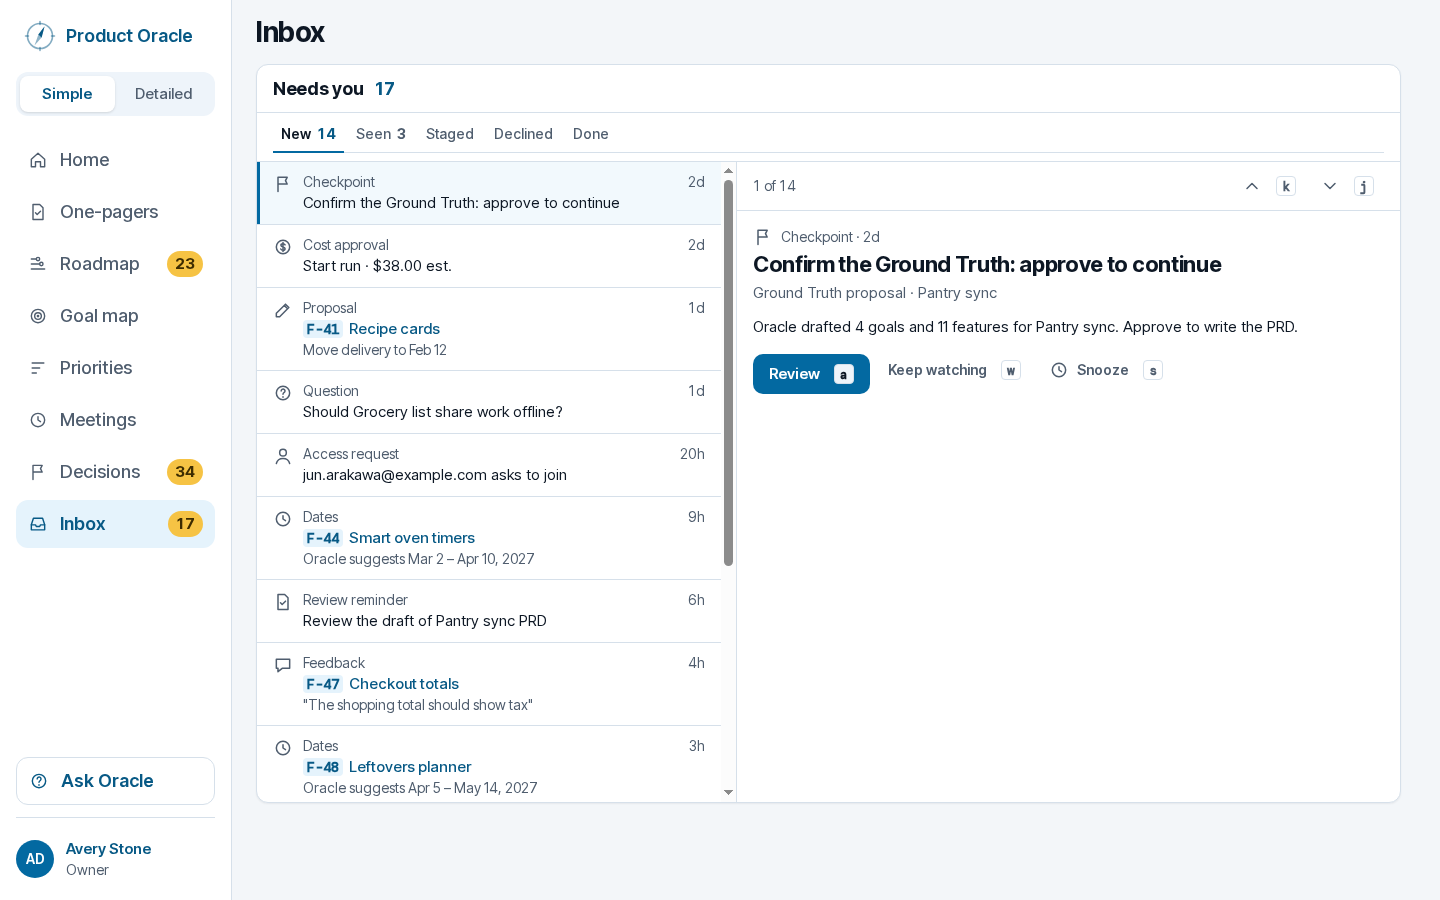 Product Oracle
Simple Detailed
Home
One-pagers
Roadmap 23
Goal map
Priorities
Meetings
Decisions 34
Inbox 17
Ask Oracle
AD
Avery Stone
Owner
Inbox
Needs you 17
New 14 Seen 3 Staged Declined Done
Checkpoint 2d
Confirm the Ground Truth: approve to continue
Cost approval 2d
Start run · $38.00 est.
Proposal 1d
F-41 Recipe cards
Move delivery to Feb 12
Question 1d
Should Grocery list share work offline?
Access request 20h
jun.arakawa@example.com asks to join
Dates 9h
F-44 Smart oven timers
Oracle suggests Mar 2 – Apr 10, 2027
Review reminder 6h
Review the draft of Pantry sync PRD
Feedback 4h
F-47 Checkout totals
"The shopping total should show tax"
Dates 3h
F-48 Leftovers planner
Oracle suggests Apr 5 – May 14, 2027
1 of 14 k j
Checkpoint · 2d
Confirm the Ground Truth: approve to continue
Ground Truth proposal · Pantry sync
Oracle drafted 4 goals and 11 features for Pantry sync. Approve to write the PRD.
Review a Keep watching w Snooze s